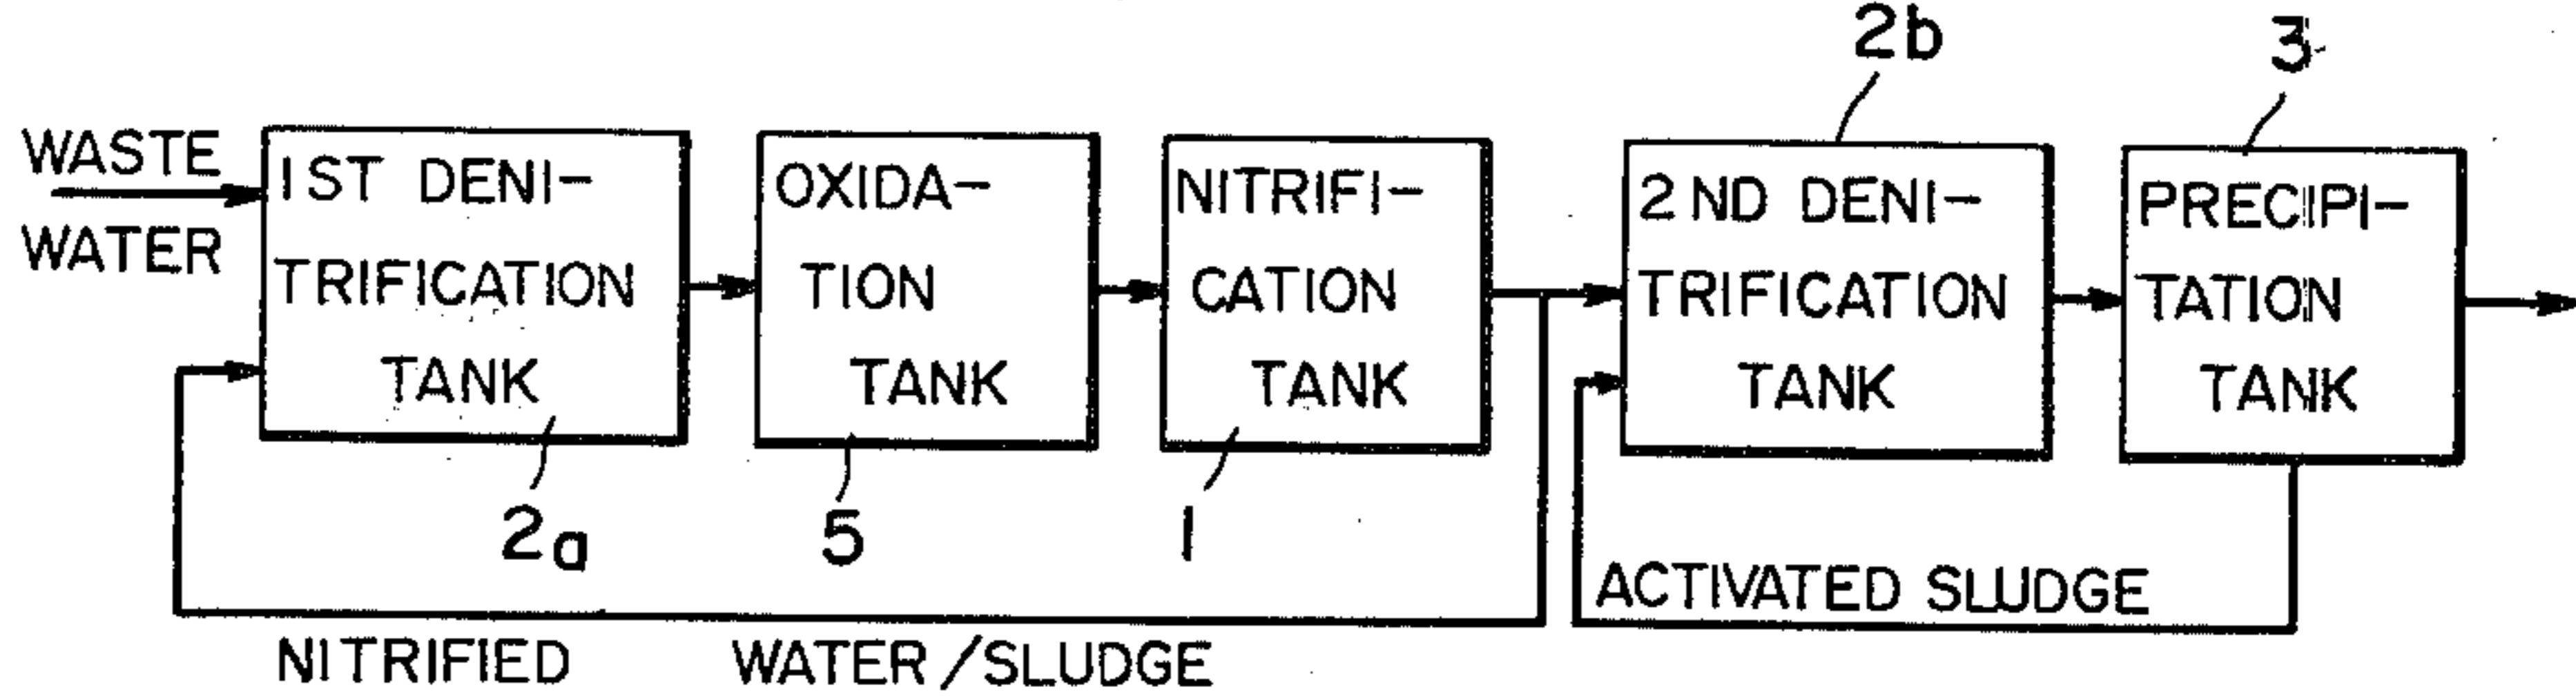 2b
3
WASTE
WATER
1ST DENI-
TRIFICATION
TANK
OXIDA-
TION
TANK
NITRIFI-
CATION
TANK
2ND DENI-
TRIFICATION
TANK
PRECIPI-
TATION
TANK
2a
5
1
ACTIVATED SLUDGE
NITRIFIED WATER/SLUDGE